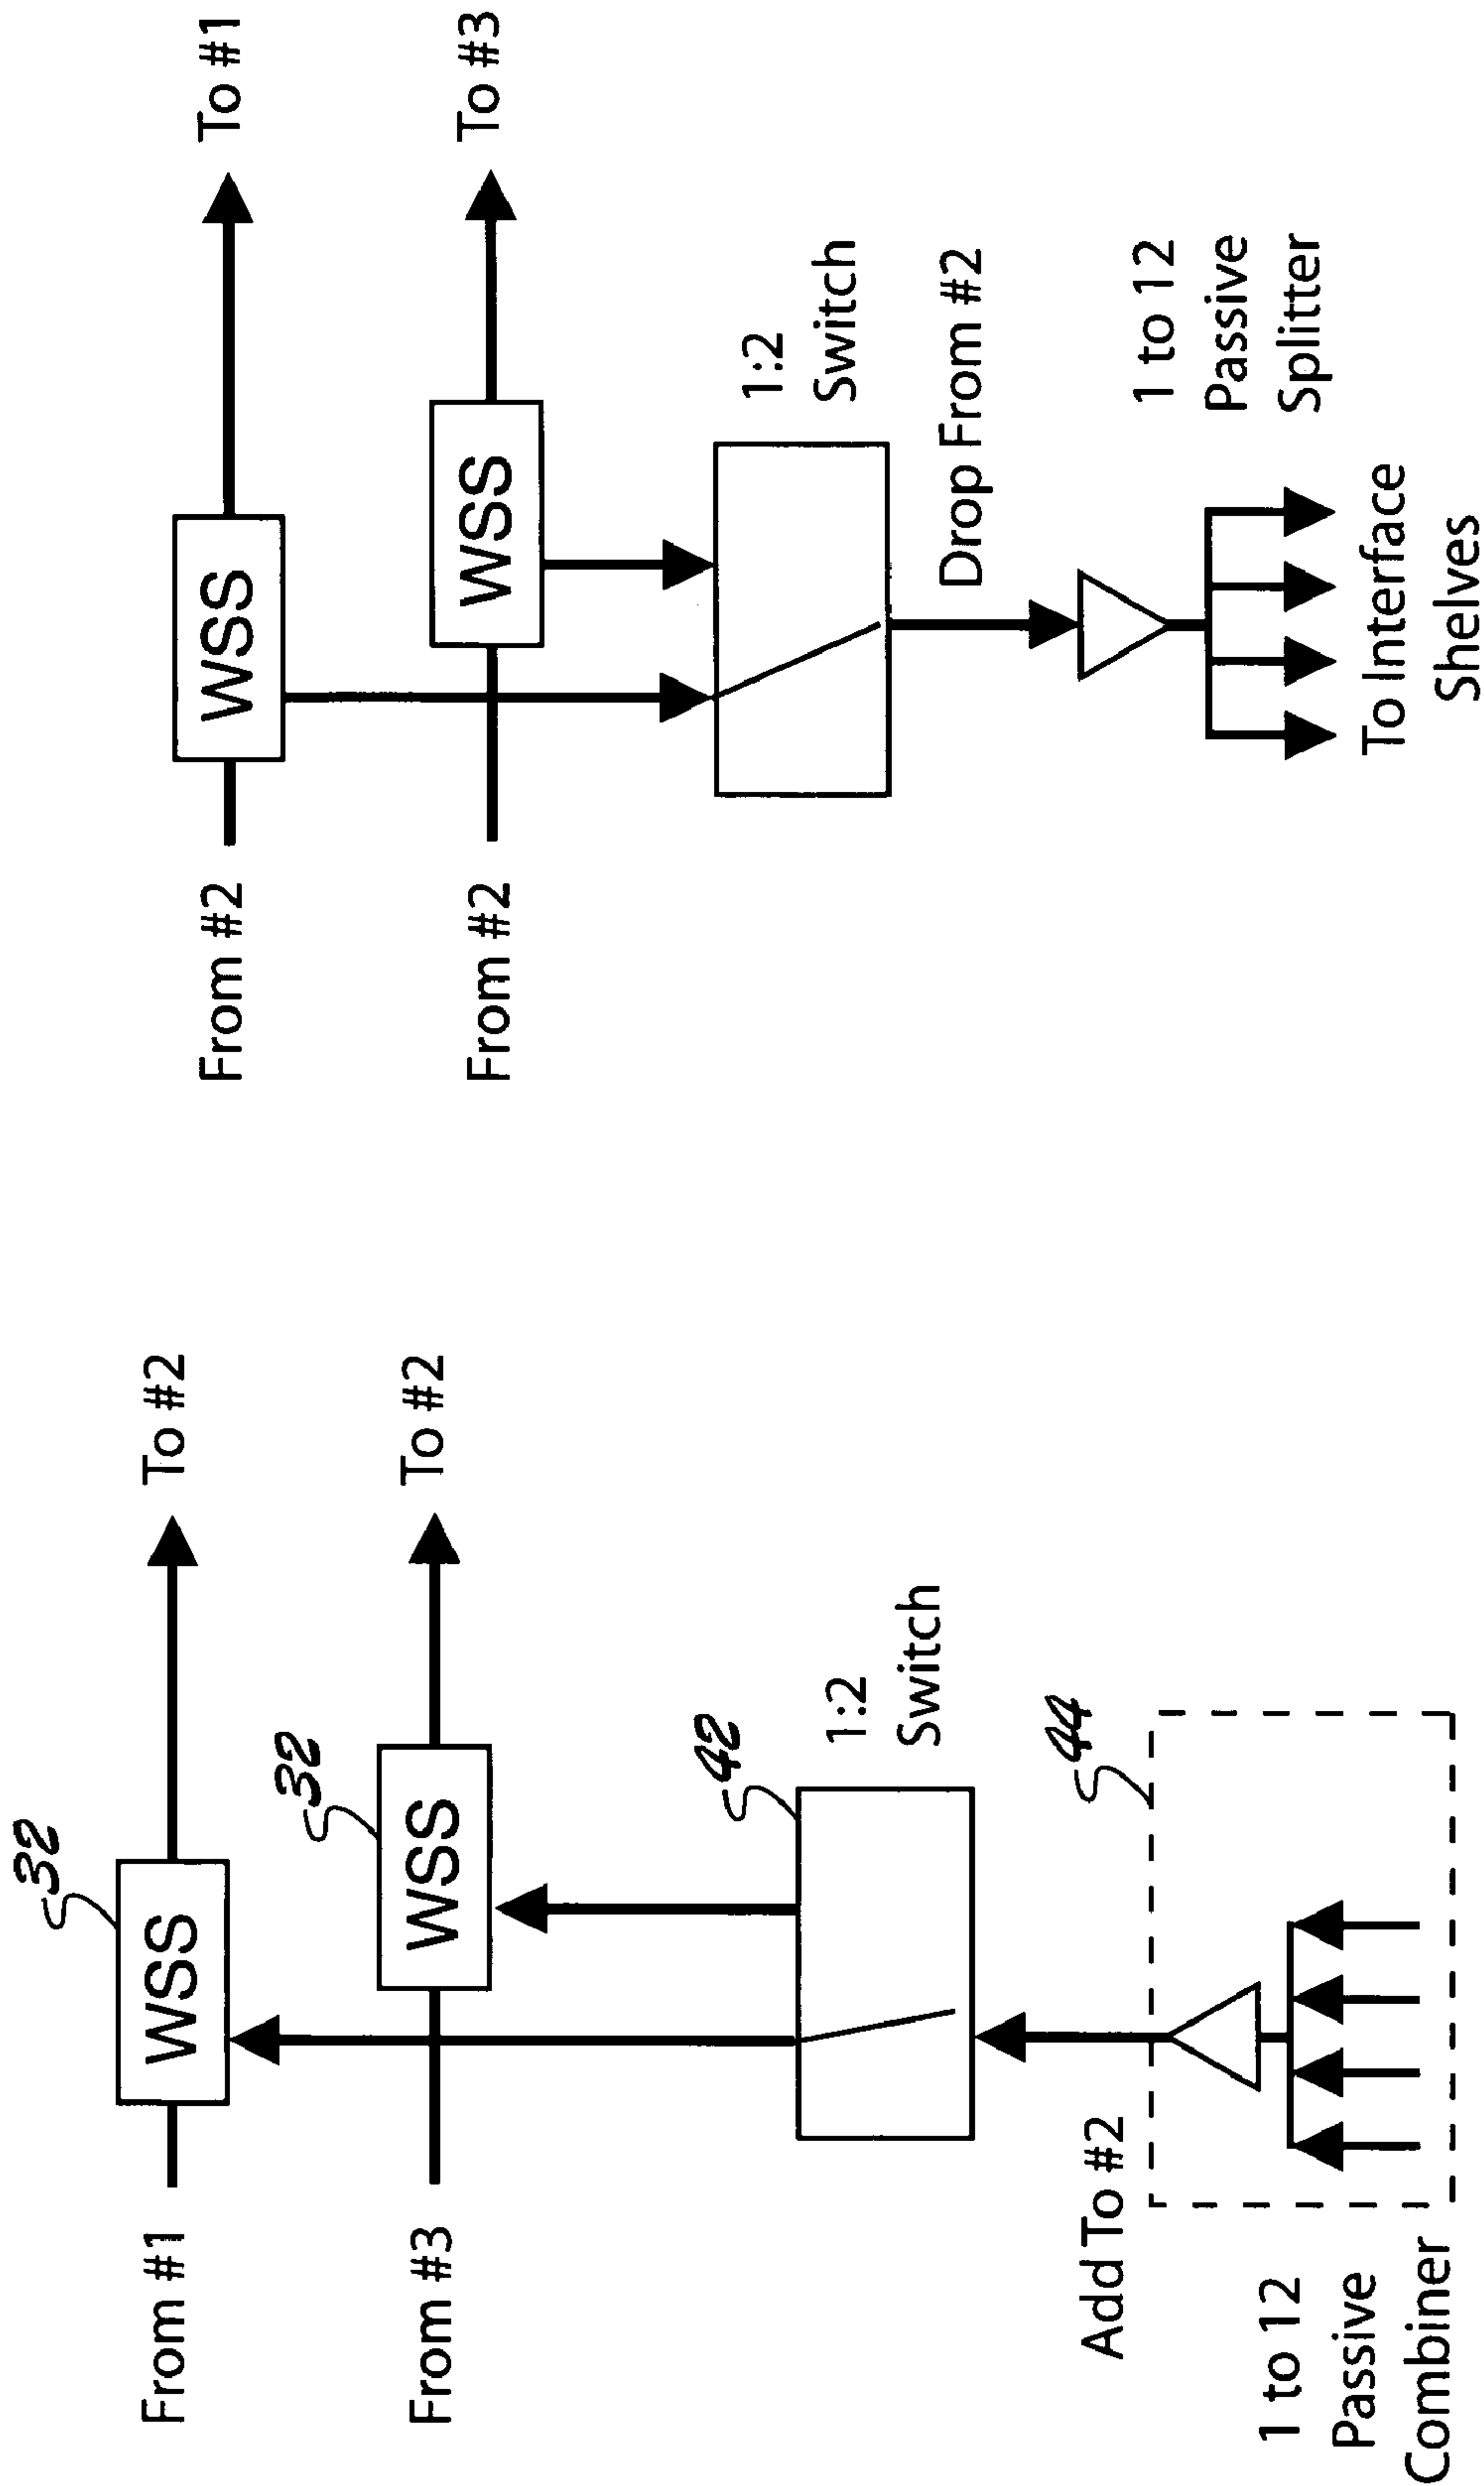 32
From #1
WSS
To #2
32
From #3
WSS
To #2
42
1:2
Switch
44
Add To #2
1 to 12
Passive
Combiner
From #2
WSS
To #1
From #2
WSS
To #3
1:2
Switch
Drop From #2
1 to 12
Passive
Splitter
To Interface
Shelves